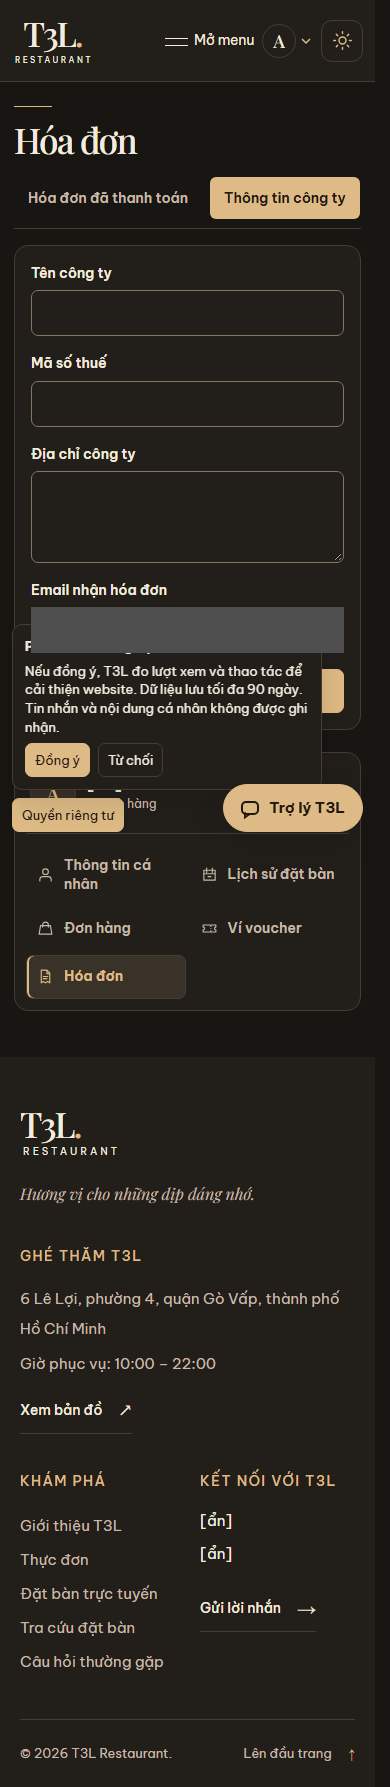 T3L.
RESTAURANT
Mở menu
A
Hóa đơn
Hóa đơn đã thanh toán
Thông tin công ty
Tên công ty
Mã số thuế
Địa chỉ công ty
Email nhận hóa đơn
Nếu đồng ý, T3L đo lượt xem và thao tác để
cải thiện website. Dữ liệu lưu tối đa 90 ngày.
Tin nhắn và nội dung cá nhân không được ghi
nhận.
Đồng ý
Từ chối
hàng
Quyền riêng tư
Trợ lý T3L
Thông tin cá
nhân
Lịch sử đặt bàn
Đơn hàng
Ví voucher
Hóa đơn
T3L.
RESTAURANT
Hương vị cho những dịp đáng nhớ.
GHÉ THĂM T3L
6 Lê Lợi, phường 4, quận Gò Vấp, thành phố
Hồ Chí Minh
Giờ phục vụ: 10:00 – 22:00
Xem bản đồ ↗
KHÁM PHÁ
Giới thiệu T3L
Thực đơn
Đặt bàn trực tuyến
Tra cứu đặt bàn
Câu hỏi thường gặp
KẾT NỐI VỚI T3L
[ẩn]
[ẩn]
Gửi lời nhắn →
© 2026 T3L Restaurant.
Lên đầu trang ↑